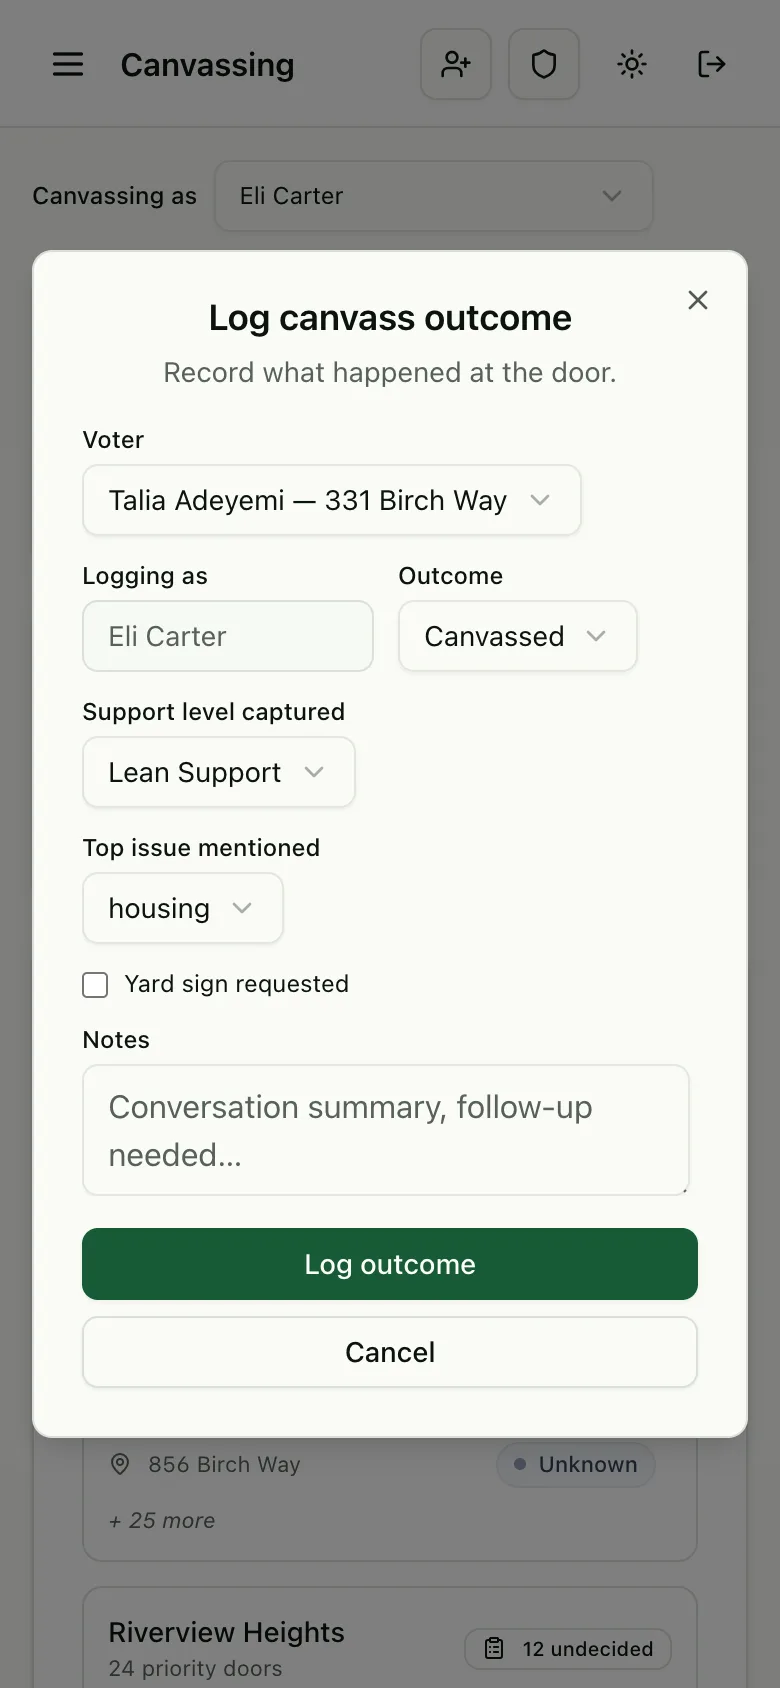 Canvassing
Canvassing as
Eli Carter
Log canvass outcome
Record what happened at the door.
Voter
Talia Adeyemi — 331 Birch Way
Logging as
Outcome
Eli Carter
Canvassed
Support level captured
Lean Support
Top issue mentioned
housing
Yard sign requested
Notes
Conversation summary, follow-up
needed...
Log outcome
Cancel
856 Birch Way
Unknown
+ 25 more
Riverview Heights
12 undecided
24 priority doors